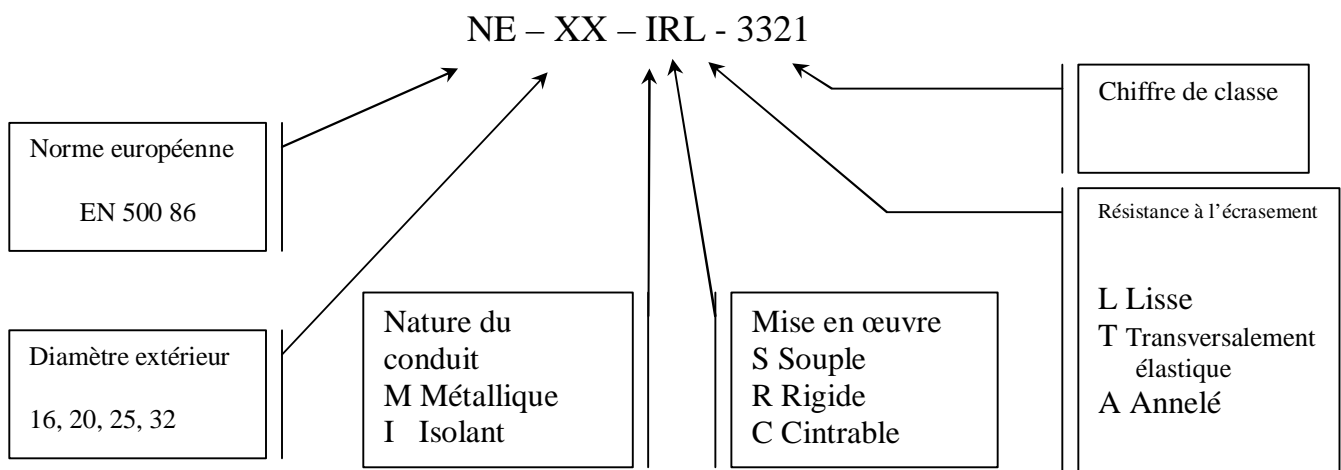 NE – XX – IRL - 3321
Chiffre de classe
Norme européenne
EN 500 86
Résistance à l’écrasement
L Lisse
T Transversalement
élastique
A Annelé
Diamètre extérieur
16, 20, 25, 32
Nature du
conduit
M Métallique
I Isolant
Mise en œuvre
S Souple
R Rigide
C Cintrable